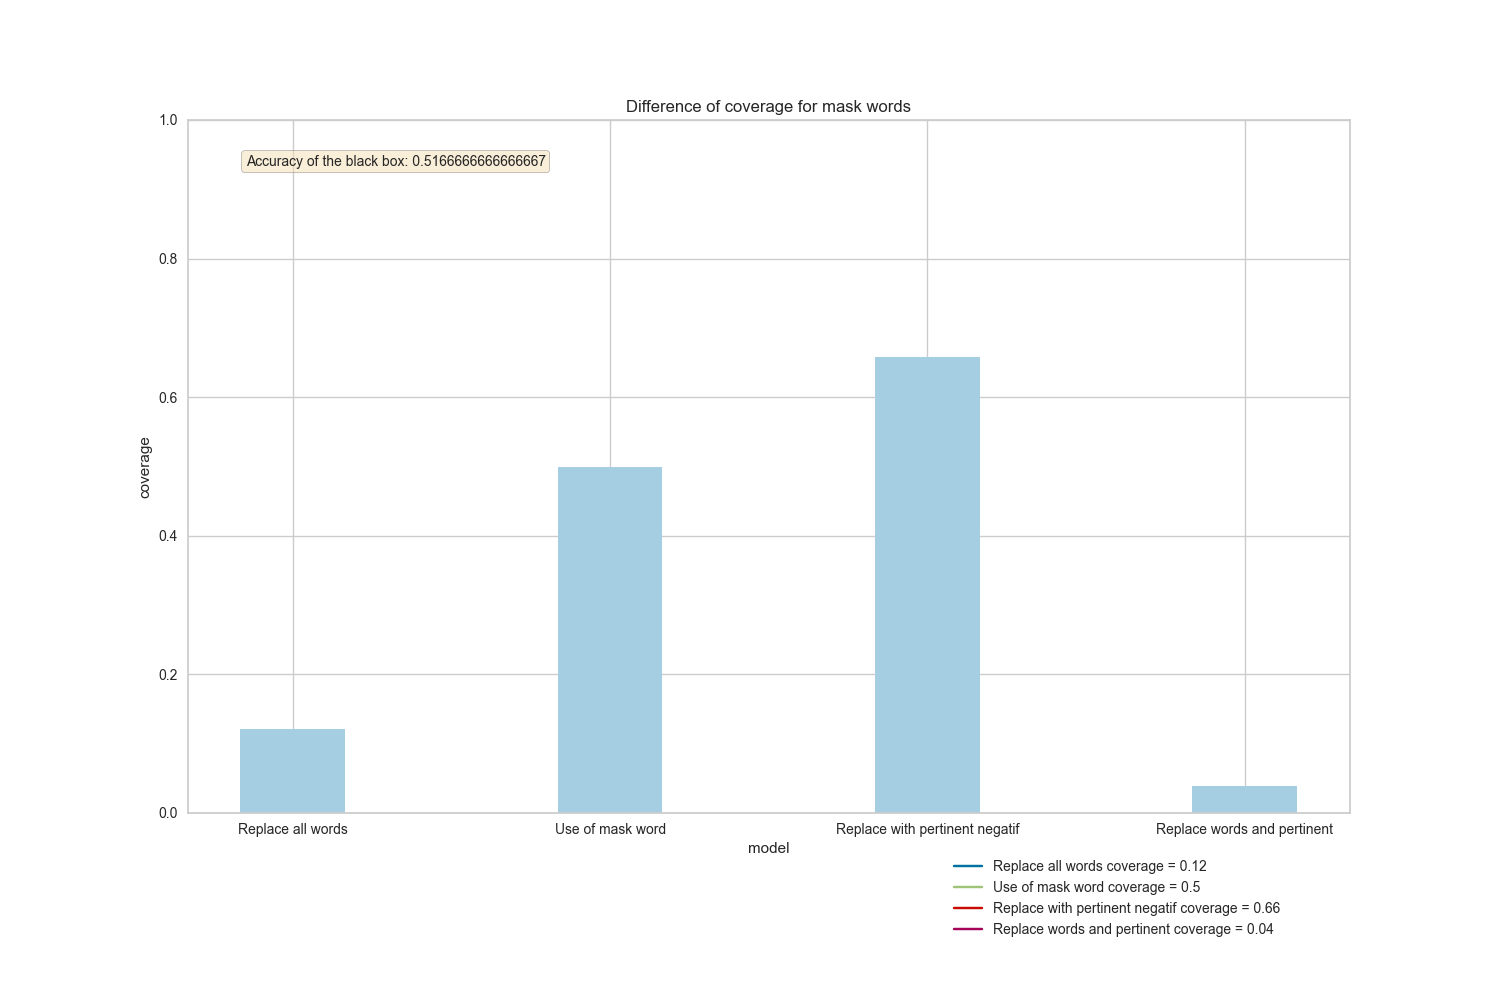 Difference of coverage for mask words
1.0
Accuracy of the black box: 0.5166666666666667
0.8
0.6
coverage
0.4
0.2
0.0
Replace all words
Use of mask word
Replace with pertinent negatif
Replace words and pertinent
model
Replace all words coverage = 0.12
Use of mask word coverage = 0.5
Replace with pertinent negatif coverage = 0.66
Replace words and pertinent coverage = 0.04